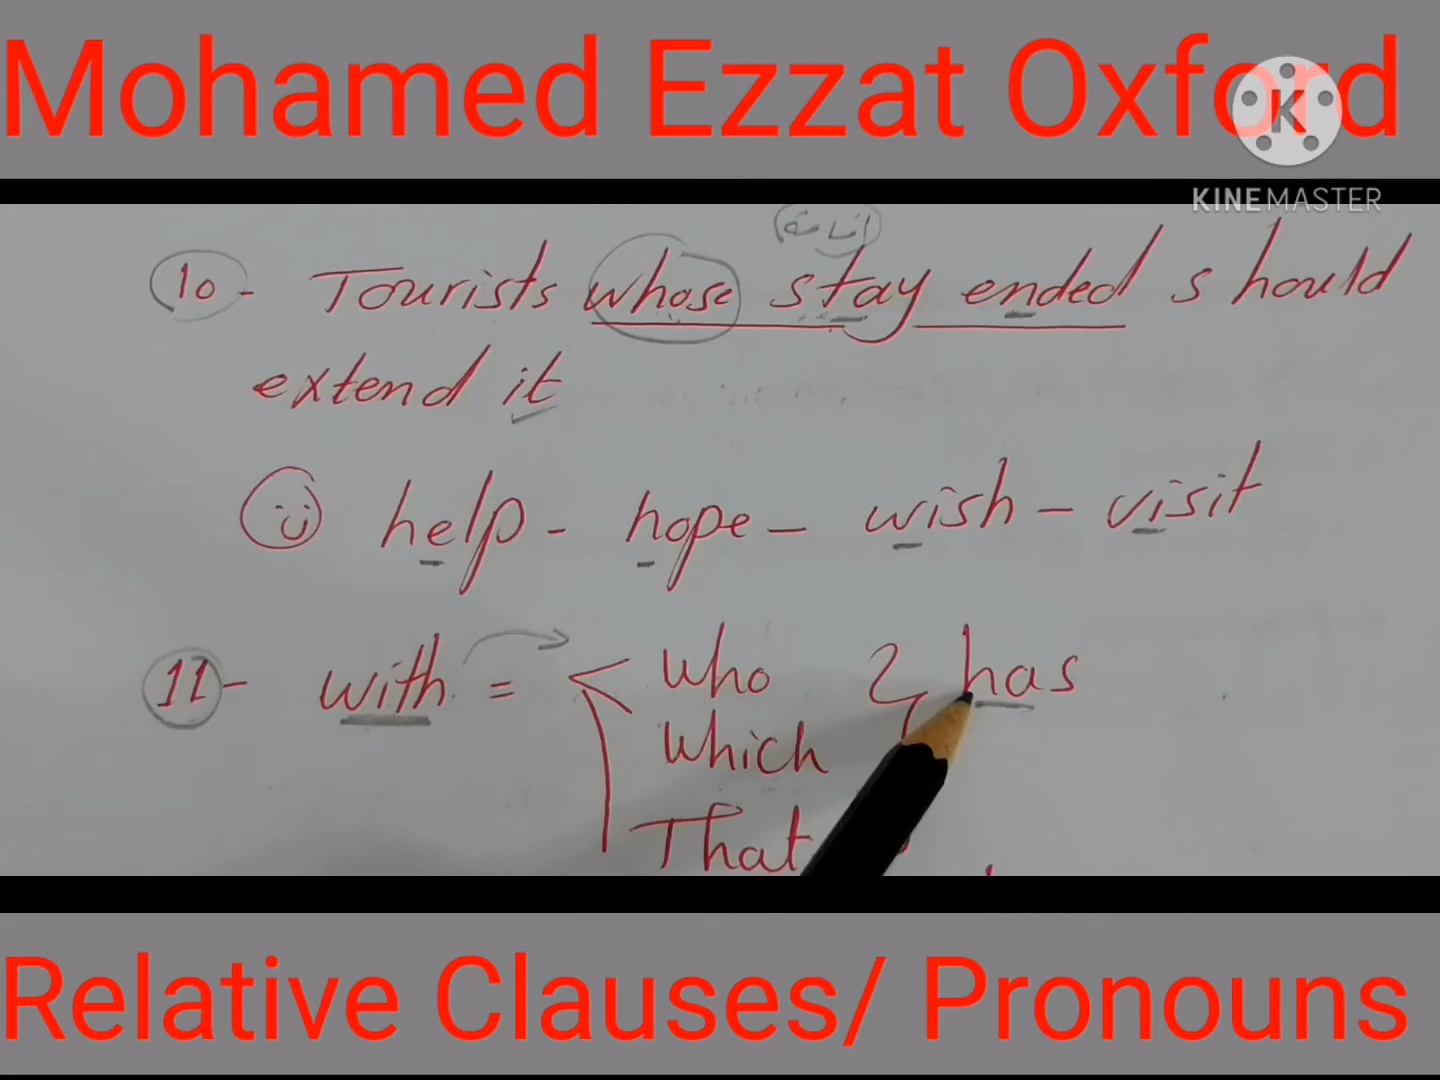 Mohamed Ezzat Oxford
KINEMASTER
إقامة
10- Tourists whose stay ended should
extend it
help - hope - wish - visit
11- with = who has
which
That
Relative Clauses/ Pronouns